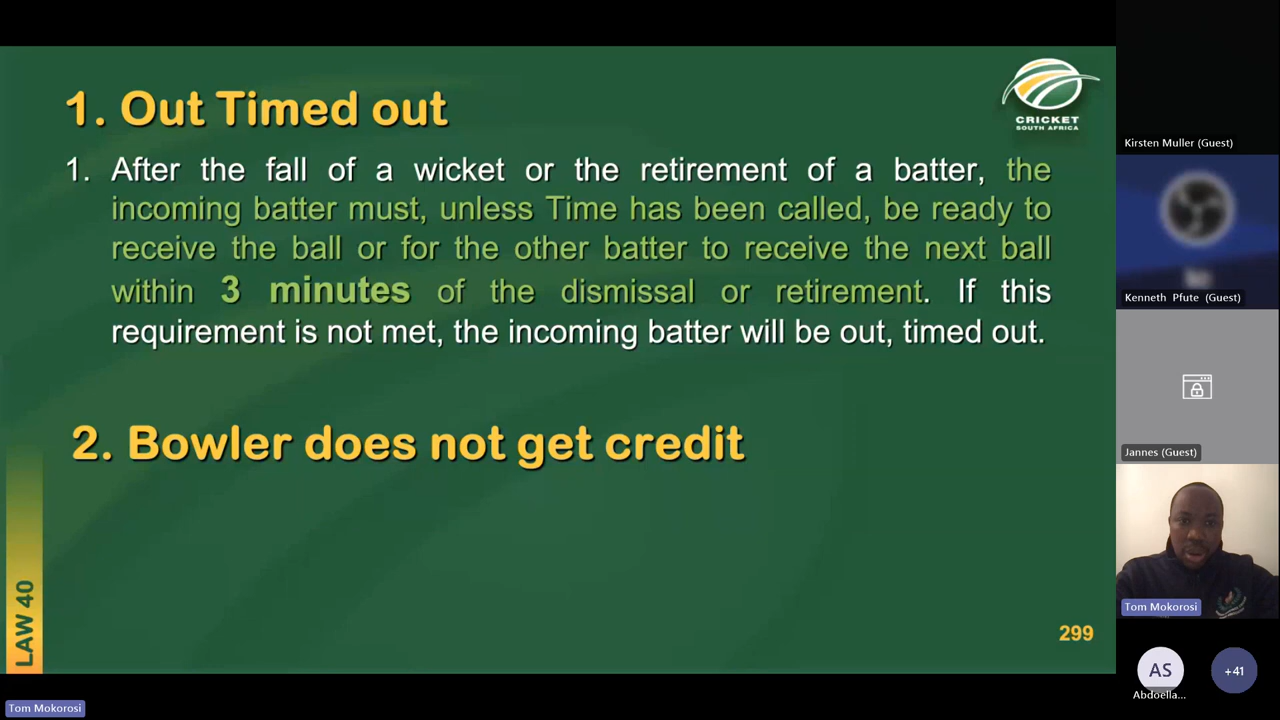 1. Out Timed out
CRICKET
SOUTH AFRICA
1. After the fall of a wicket or the retirement of a batter, the
incoming batter must, unless Time has been called, be ready to
receive the ball or for the other batter to receive the next ball
within 3 minutes of the dismissal or retirement. If this
requirement is not met, the incoming batter will be out, timed out.
2. Bowler does not get credit
LAW 40
299
Tom Mokorosi
Kirsten Muller (Guest)
Kenneth Pfute (Guest)
Jannes (Guest)
Tom Mokorosi
AS
Abdoella...
+41